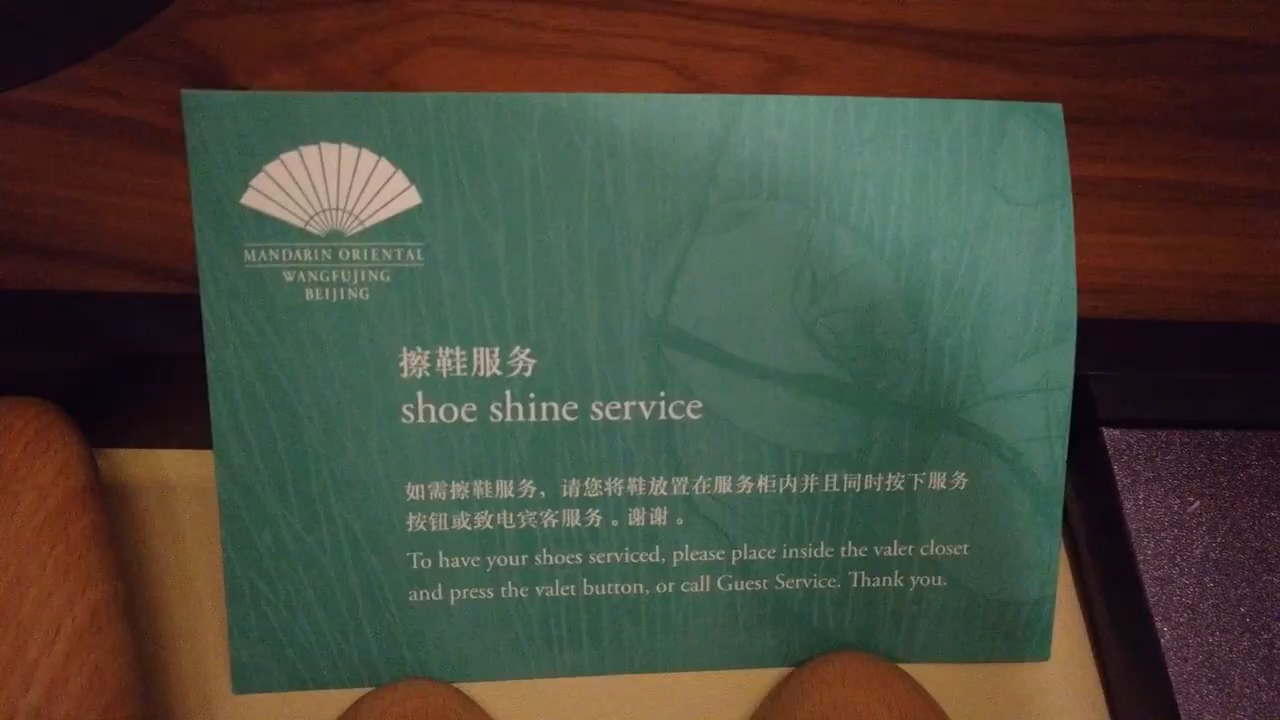 MANDARIN ORIENTAL
WANGFUJING
BEIJING
擦鞋服务
shoe shine service
如需擦鞋服务，请您将鞋放置在服务柜内并且同时按下服务
按钮或致电宾客服务。谢谢。
To have your shoes serviced, please place inside the valet closet
and press the valet button, or call Guest Service. Thank you.